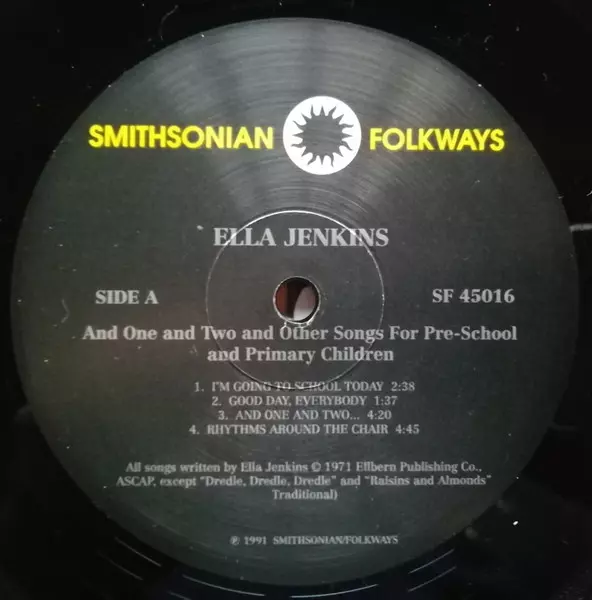 SMITHSONIAN FOLKWAYS
ELLA JENKINS
SIDE A SF 45016
And One and Two and Other Songs For Pre-School
and Primary Children
1. I'M GOING TO SCHOOL TODAY 2:38
2. GOOD DAY, EVERYBODY 1:37
3. AND ONE AND TWO... 4:20
4. RHYTHMS AROUND THE CHAIR 4:45
All songs written by Ella Jenkins © 1971 Ellbern Publishing Co.,
ASCAP, except "Dredle, Dredle, Dredle" and "Raisins and Almonds"
Traditional)
℗ 1991 SMITHSONIAN/FOLKWAYS